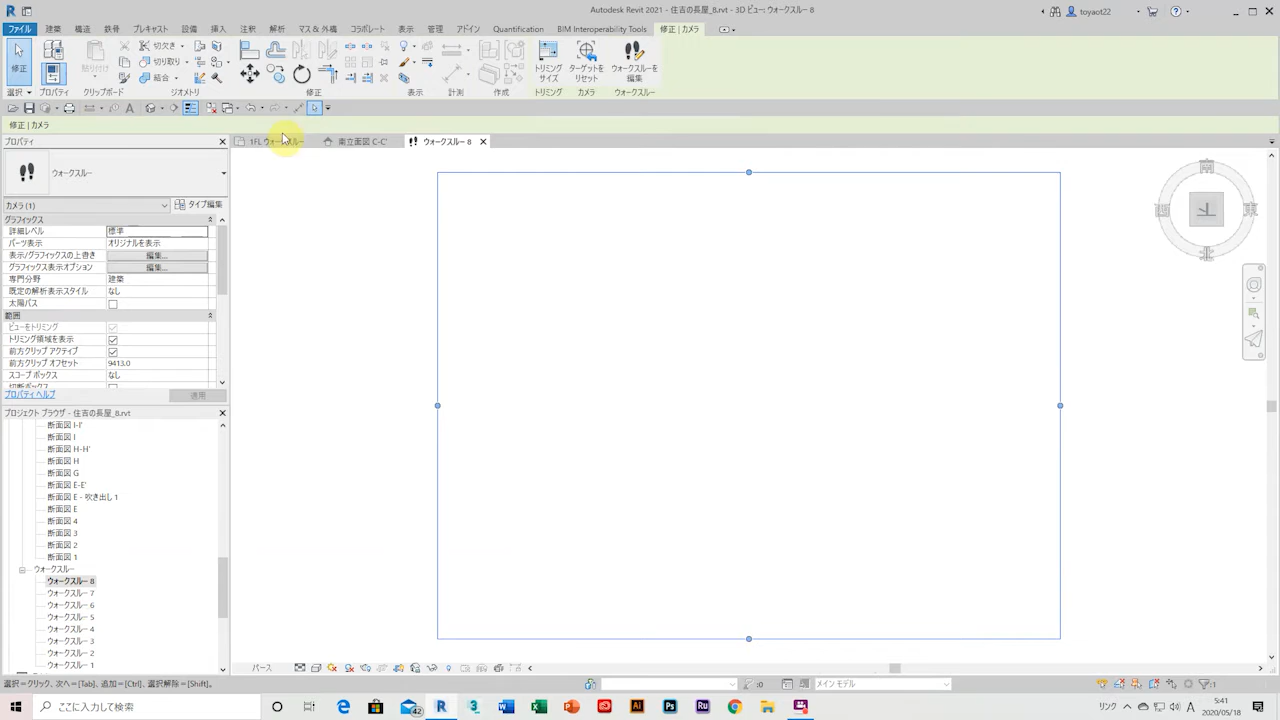 Autodesk Revit 2021 - 住吉の長屋_8.rvt - 3D ビュー: ウォークスルー 8
toyaot22
ファイル 建築 構造 鉄骨 プレキャスト 設備 挿入 注釈 解析 マス & 外構 コラボレート 表示 管理 アドイン Quantification BIM Interoperability Tools 修正 | カメラ
修正 貼り付け 切欠き 切り取り 結合 トリミング サイズ ターゲットを リセット ウォークスルーを 編集
選択 プロパティ クリップボード ジオメトリ 修正 表示 計測 作成 トリミング カメラ ウォークスルー
修正 | カメラ
プロパティ
1FL ウォークスルー 南立面図 C-C' ウォークスルー 8
ウォークスルー
カメラ (1) タイプ編集
グラフィックス
詳細レベル 標準
パーツ表示 オリジナルを表示
表示/グラフィックスの上書き 編集...
グラフィックス表示オプション 編集...
専門分野 建築
既定の解析表示スタイル なし
太陽パス
範囲
ビューをトリミング
トリミング領域を表示
前方クリップ アクティブ
前方クリップ オフセット 9413.0
スコープ ボックス なし
切断ボックス
プロパティ ヘルプ 適用
プロジェクト ブラウザ - 住吉の長屋_8.rvt
断面図 I-I'
断面図 I
断面図 H-H'
断面図 H
断面図 G
断面図 E-E'
断面図 E - 吹き出し 1
断面図 E
断面図 4
断面図 3
断面図 2
断面図 1
ウォークスルー
ウォークスルー 8
ウォークスルー 7
ウォークスルー 6
ウォークスルー 5
ウォークスルー 4
ウォークスルー 3
ウォークスルー 2
ウォークスルー 1
南
西 上 東
北
パース
選択=クリック、次へ=[Tab]、追加=[Ctrl]、選択解除=[Shift]。 :0 メイン モデル :1
ここに入力して検索 42 リンク A 5:41
2020/05/18